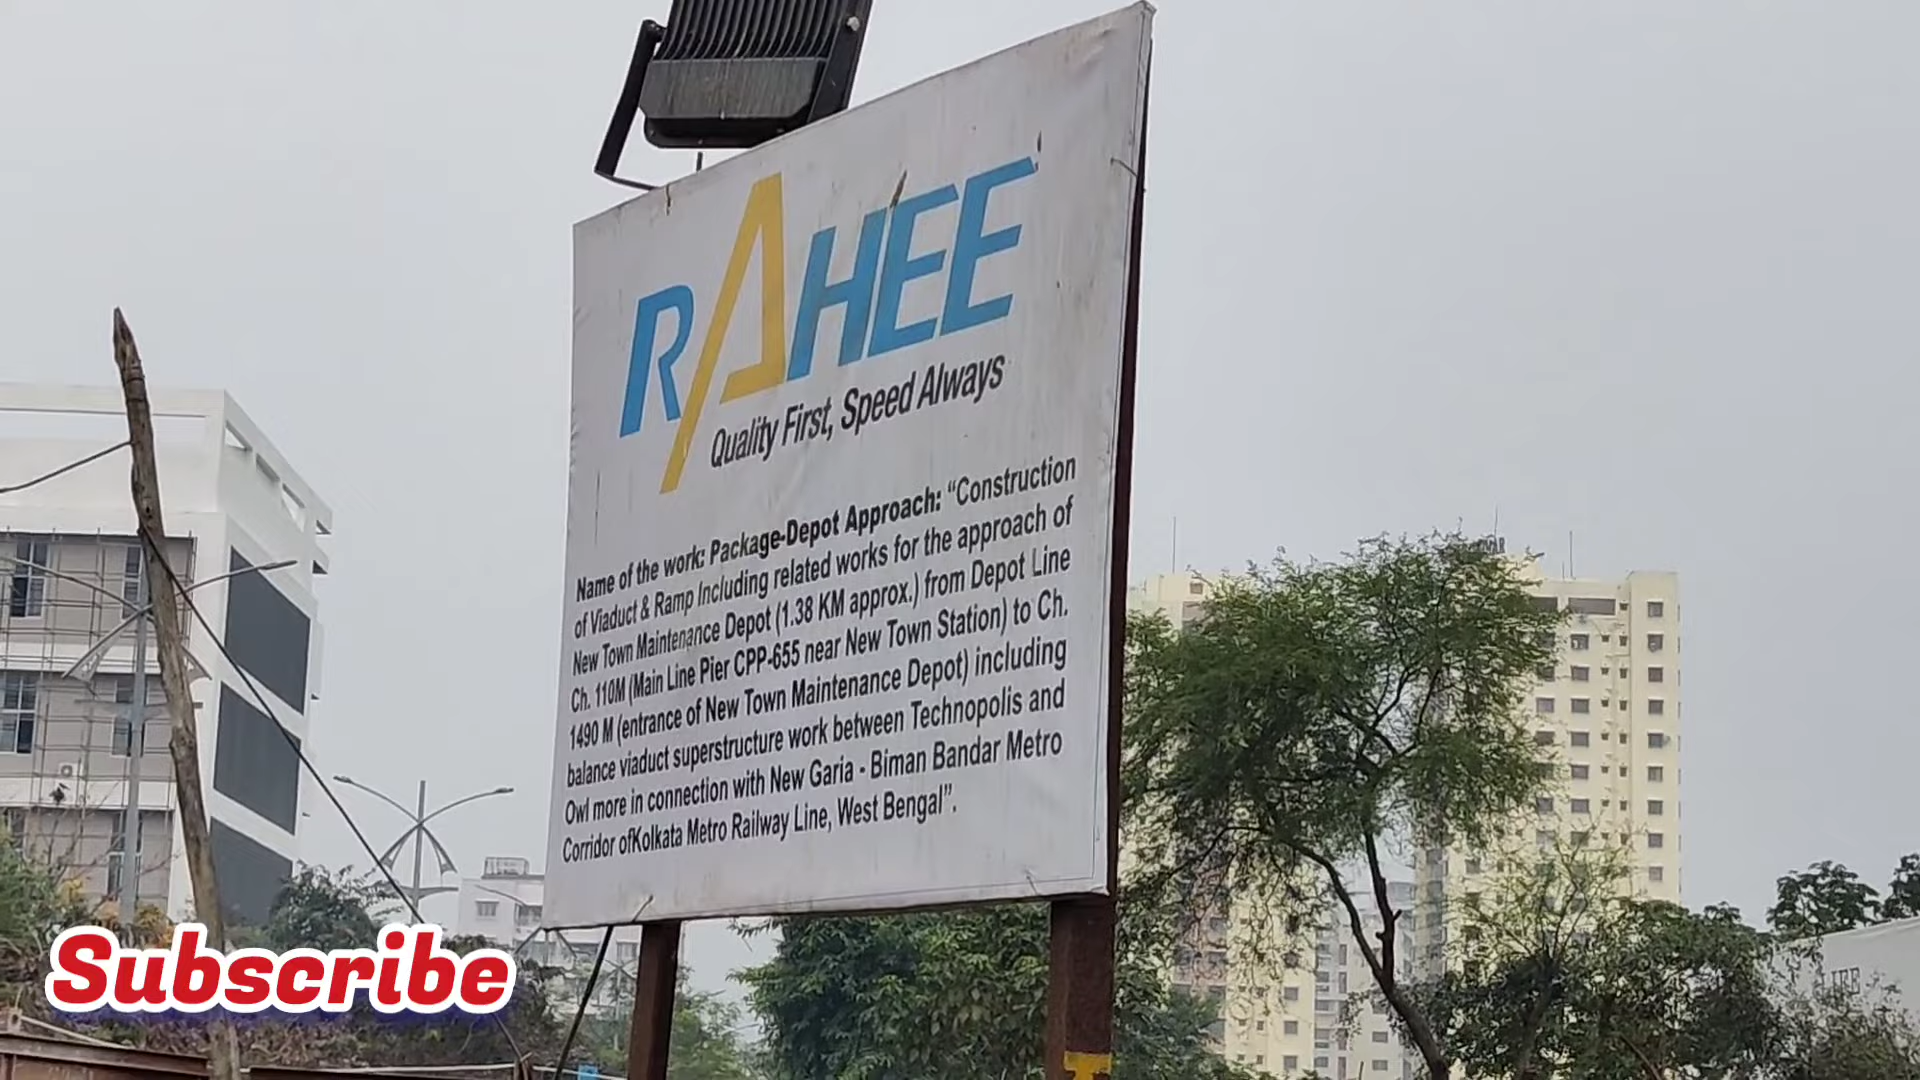 RAHEE
Quality First, Speed Always
Name of the work: Package-Depot Approach: “Construction
of Viaduct & Ramp Including related works for the approach of
New Town Maintenance Depot (1.38 KM approx.) from Depot Line
Ch. 110M (Main Line Pier CPP-655 near New Town Station) to Ch.
1490 M (entrance of New Town Maintenance Depot) including
balance viaduct superstructure work between Technopolis and
Owl more in connection with New Garia - Biman Bandar Metro
Corridor ofKolkata Metro Railway Line, West Bengal”.
Subscribe